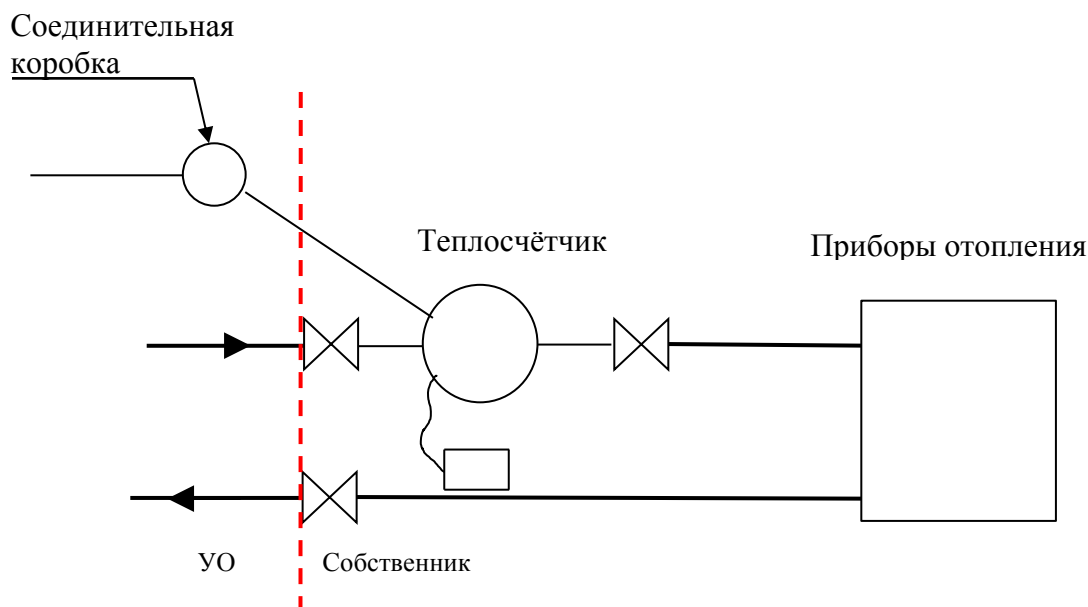 Соединительная
коробка
Теплосчётчик
Приборы отопления
УО
Собственник